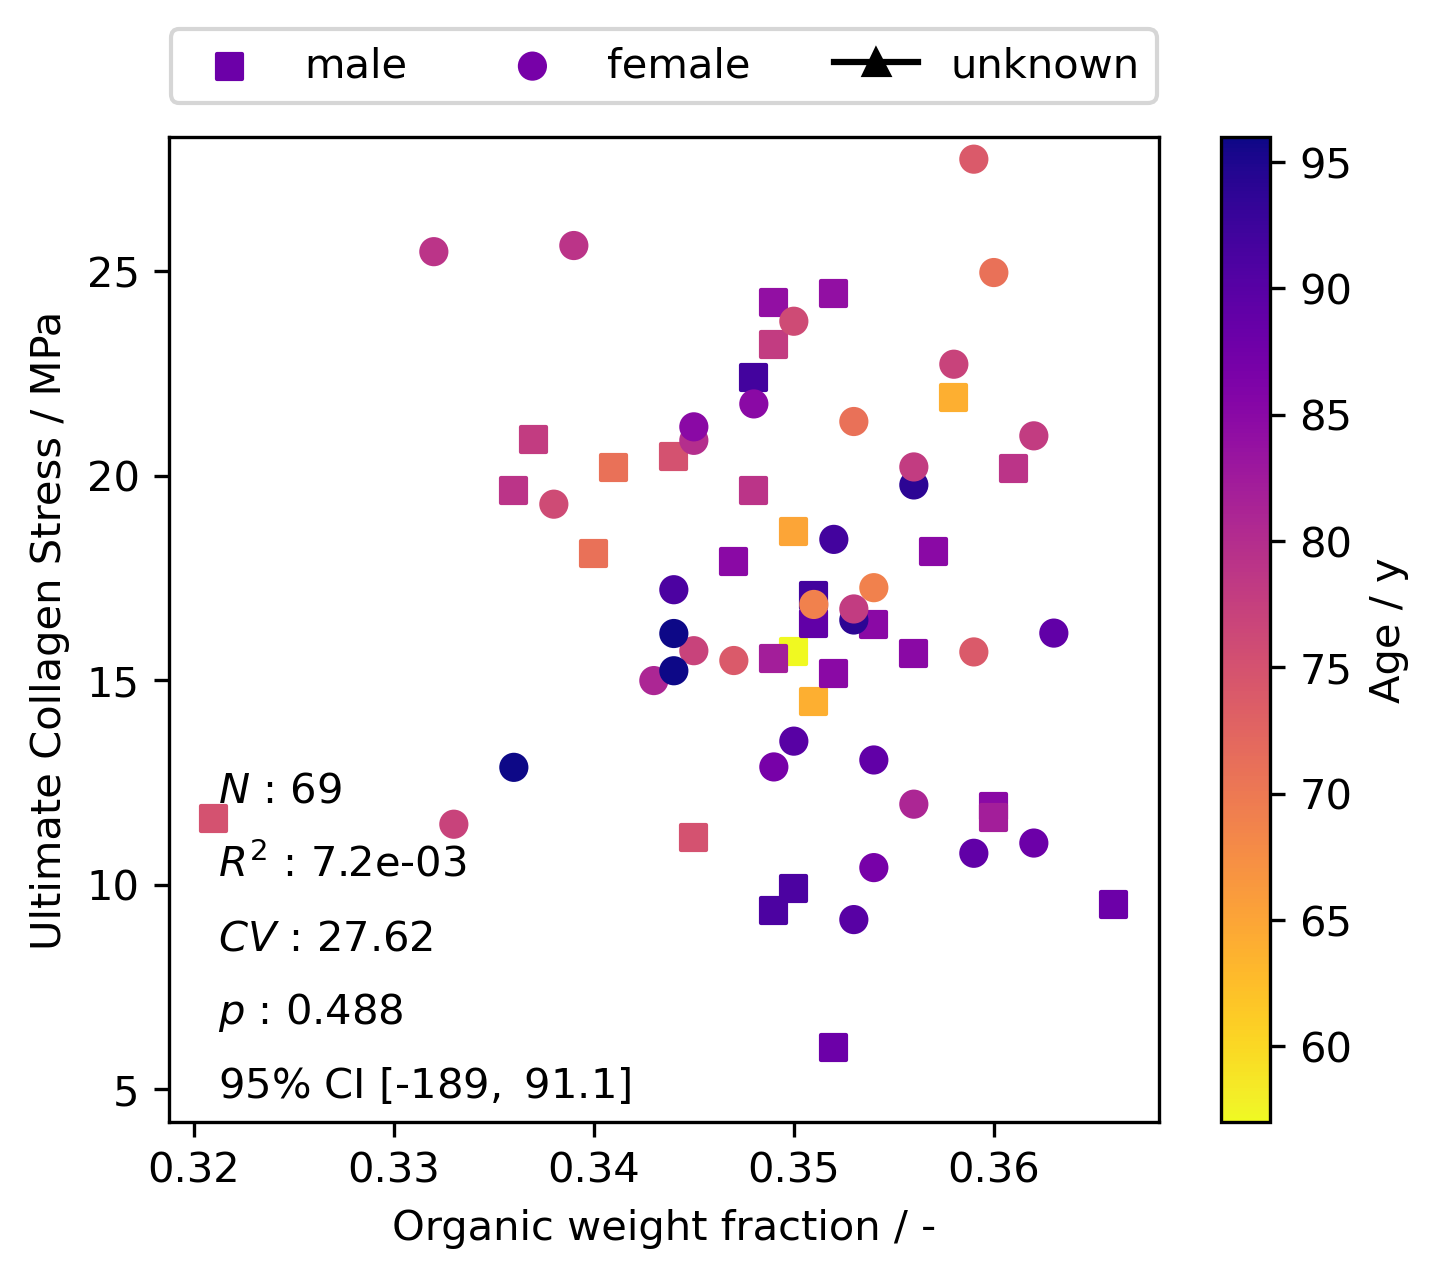 male female unknown
Ultimate Collagen Stress / MPa
25
20
15
10
5
N : 69
R² : 7.2e-03
CV : 27.62
p : 0.488
95% CI [-189, 91.1]
0.32 0.33 0.34 0.35 0.36
Organic weight fraction / -
95
90
85
80
75
70
65
60
Age / y